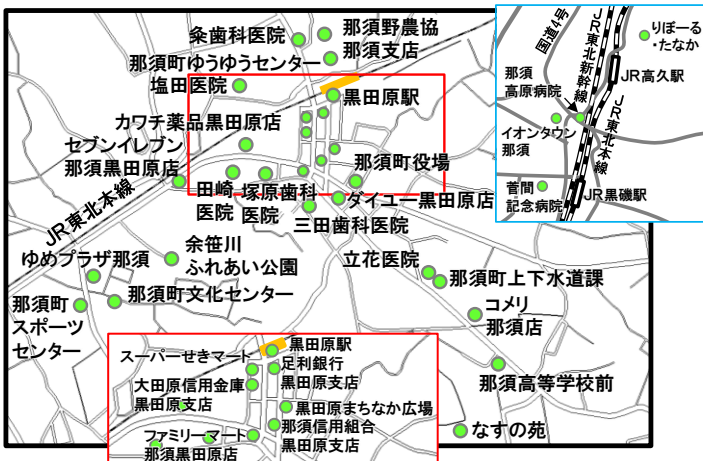 粂歯科医院
那須野農協
那須支店
那須町ゆうゆうセンター
塩田医院
黒田原駅
カワチ薬品黒田原店
セブンイレブン
那須黒田原店
那須町役場
田崎
医院
塚原歯科
医院
ダイユー黒田原店
三田歯科医院
JR東北本線
余笹川
ふれあい公園
ゆめプラザ那須
立花医院
那須町上下水道課
那須町文化センター
那須町
スポーツ
センター
コメリ
那須店
那須高等学校前
なすの苑
国道4号
JR東北新幹線
りぼーる
・たなか
JR高久駅
那須
高原病院
JR東北本線
イオンタウン
那須
菅間
記念病院
JR黒磯駅
黒田原駅
スーパーせきマート
足利銀行
黒田原支店
大田原信用金庫
黒田原支店
黒田原まちなか広場
那須信用組合
黒田原支店
ファミリーマート
那須黒田原店